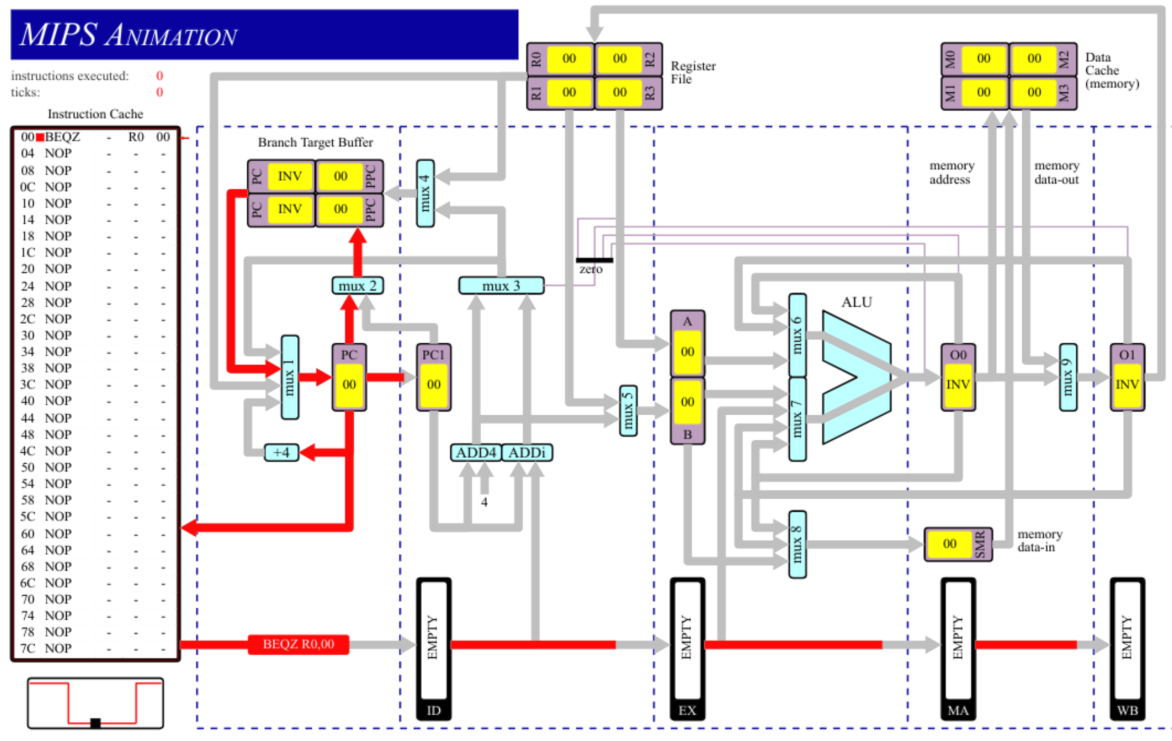 MIPS ANIMATION
instructions executed: 0
ticks: 0
Instruction Cache
00 BEQZ - R0 00
04 NOP - - -
08 NOP - - -
0C NOP - - -
10 NOP - - -
14 NOP - - -
18 NOP - - -
1C NOP - - -
20 NOP - - -
24 NOP - - -
28 NOP - - -
2C NOP - - -
30 NOP - - -
34 NOP - - -
38 NOP - - -
3C NOP - - -
40 NOP - - -
44 NOP - - -
48 NOP - - -
4C NOP - - -
50 NOP - - -
54 NOP - - -
58 NOP - - -
5C NOP - - -
60 NOP - - -
64 NOP - - -
68 NOP - - -
6C NOP - - -
70 NOP - - -
74 NOP - - -
78 NOP - - -
7C NOP - - -
R0 00 00 R2
R1 00 00 R3
Register
File
M0 00 00 M2
M1 00 00 M3
Data
Cache
(memory)
Branch Target Buffer
PC INV 00 PPC
PC INV 00 PPC
mux 4
memory
address
memory
data-out
zero
mux 2
mux 3
mux 1
PC
00
PC1
00
+4
ADD4
ADDi
4
mux 5
A
00
00
B
mux 6
mux 7
ALU
mux 8
O0
INV
mux 9
O1
INV
00 SMR
memory
data-in
BEQZ R0,00
EMPTY
ID
EMPTY
EX
EMPTY
MA
EMPTY
WB